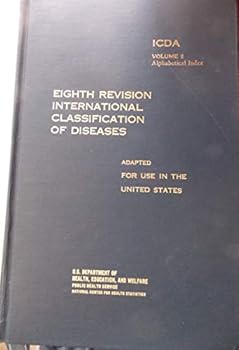 ICDA
VOLUME 2
Alphabetical Index
EIGHTH REVISION
INTERNATIONAL
CLASSIFICATION
OF DISEASES
ADAPTED
FOR USE IN THE
UNITED STATES
U.S. DEPARTMENT OF
HEALTH, EDUCATION, AND WELFARE
PUBLIC HEALTH SERVICE
NATIONAL CENTER FOR HEALTH STATISTICS